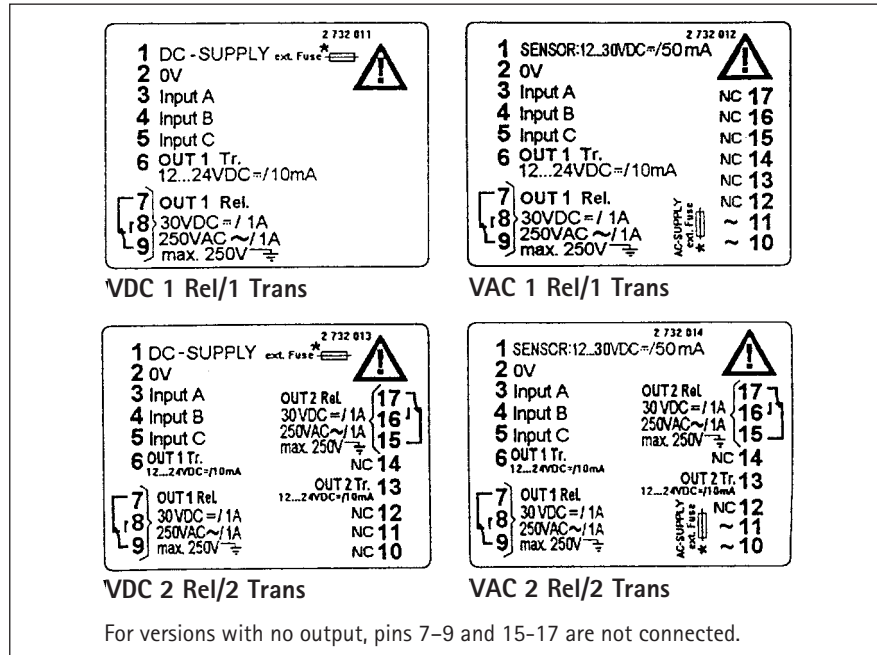 2 732 011
1 DC-SUPPLY ext. Fuse*
2 0V
3 Input A
4 Input B
5 Input C
6 OUT 1 Tr.
12...24VDC=/10mA
7 OUT 1 Rel.
8 30VDC=/ 1A
250VAC~/1A
9 max. 250V
VDC 1 Rel/1 Trans
2 732 012
1 SENSOR:12..30VDC=/50 mA
2 0V
3 Input A
4 Input B
5 Input C
6 OUT 1 Tr.
12...24VDC=/10mA
7 OUT 1 Rel.
8 30VDC=/ 1A
250VAC~/1A
9 max. 250V
NC 17
NC 16
NC 15
NC 14
NC 13
NC 12
~ 11
~ 10
AC-SUPPLY
ext. Fuse
*
VAC 1 Rel/1 Trans
2 732 013
1 DC-SUPPLY ext. Fuse*
2 0V
3 Input A
4 Input B
5 Input C
6 OUT 1 Tr.
12...24VDC=/10mA
7 OUT 1 Rel.
8 30VDC=/ 1A
250VAC~/1A
9 max. 250V
OUT 2 Rel. 17
30 VDC=/ 1A 16
250VAC~/ 1A
max. 250V 15
NC 14
OUT 2 Tr. 13
12...24VDC=/10mA
NC 12
NC 11
NC 10
VDC 2 Rel/2 Trans
2 732 014
1 SENSCR:12..30VDC=/50 mA
2 0V
3 Input A
4 Input B
5 Input C
6 OUT 1 Tr.
12...24VDC=/10mA
7 OUT 1 Rel.
8 30 VDC=/ 1A
250VAC~/1A
9 max. 250V
OUT 2 Rel. 17
30 VDC=/ 1A 16
250VAC~/ 1A
max. 250V 15
NC 14
OUT 2 Tr. 13
12...24VDC=/10mA
NC 12
~ 11
~ 10
AC-SUPPLY
ext. Fuse
*
VAC 2 Rel/2 Trans
For versions with no output, pins 7–9 and 15-17 are not connected.